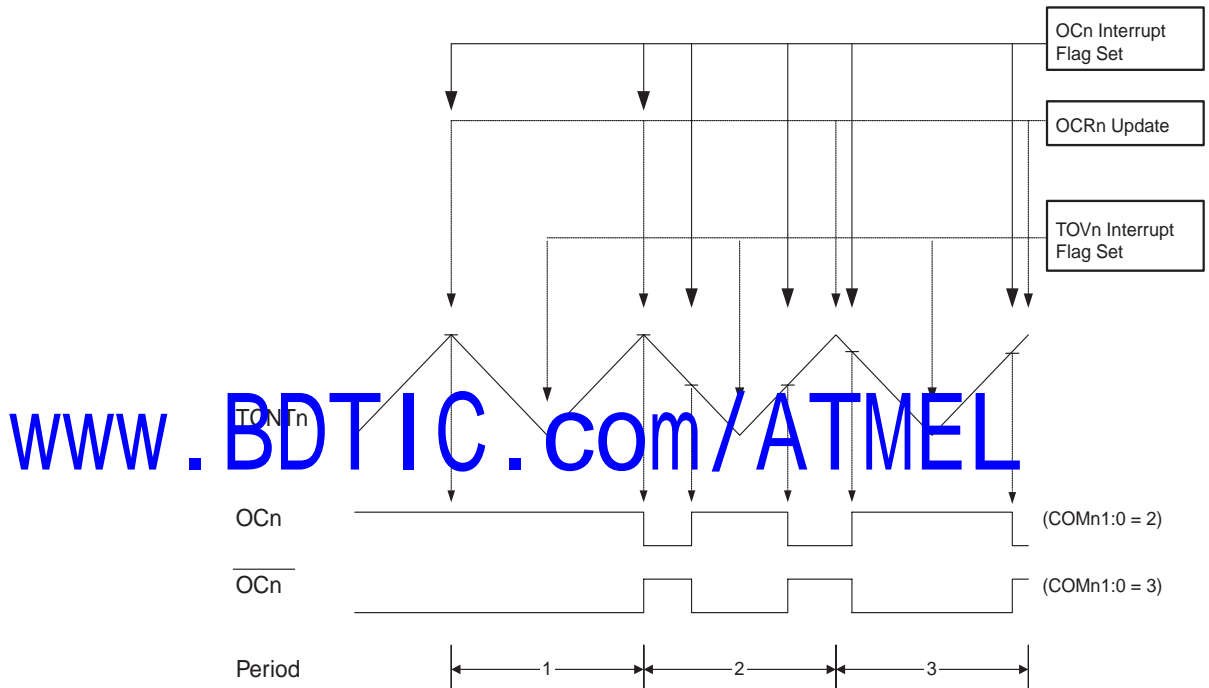 OCn Interrupt
Flag Set
OCRn Update
TOVn Interrupt
Flag Set
TCNTn
www.BDTIC.com/ATMEL
OCn
(COMn1:0 = 2)
OCn
(COMn1:0 = 3)
Period
1
2
3